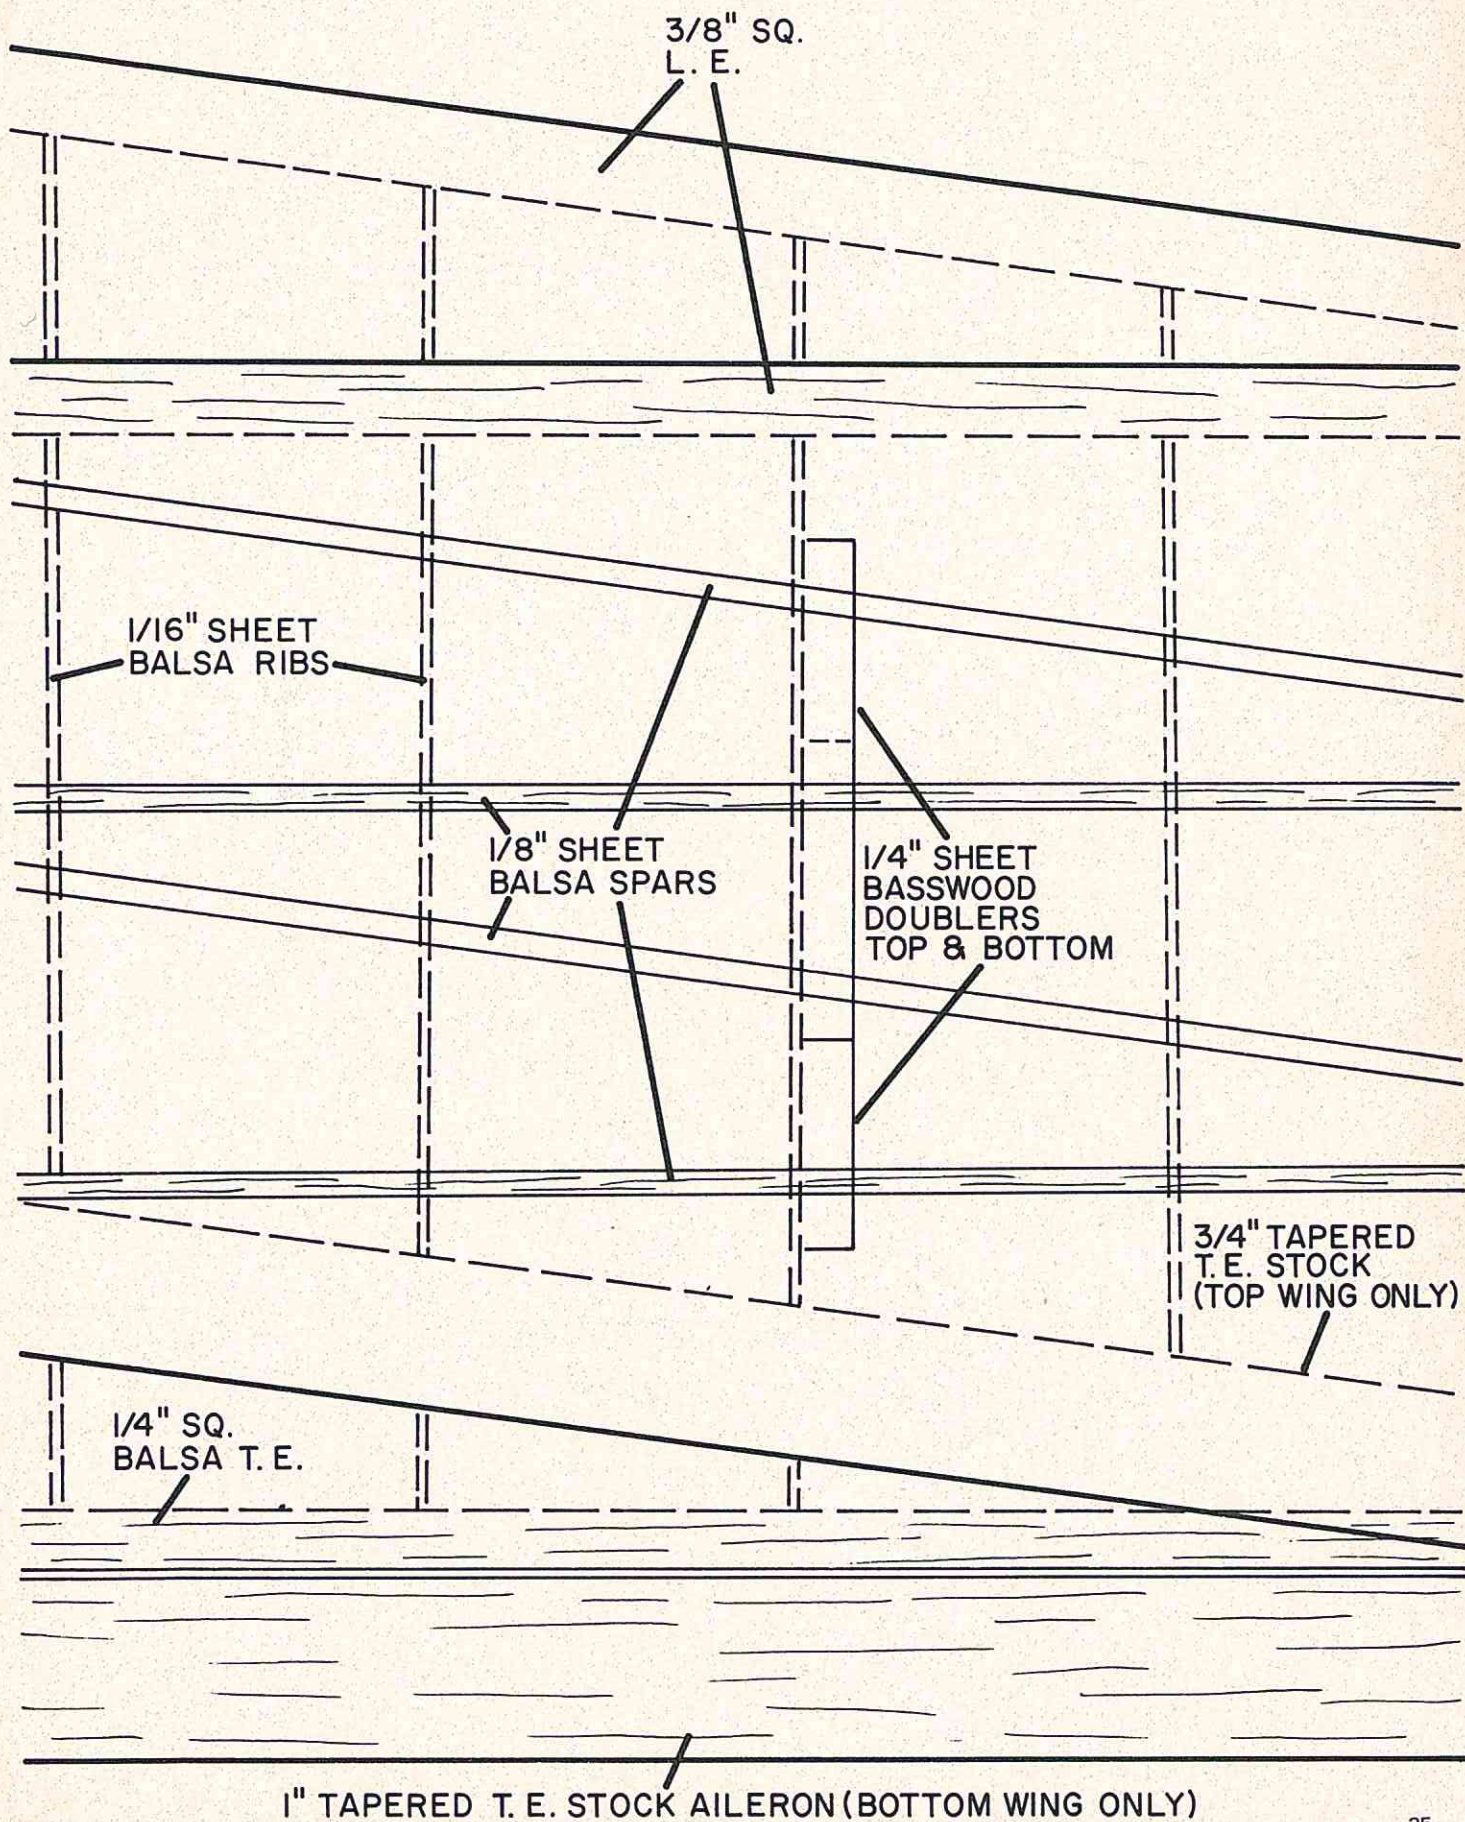 3/8" SQ.
L. E.
1/16" SHEET
BALSA RIBS
1/8" SHEET
BALSA SPARS
1/4" SHEET
BASSWOOD
DOUBLERS
TOP & BOTTOM
3/4" TAPERED
T. E. STOCK
(TOP WING ONLY)
1/4" SQ.
BALSA T. E.
1" TAPERED T. E. STOCK AILERON (BOTTOM WING ONLY)